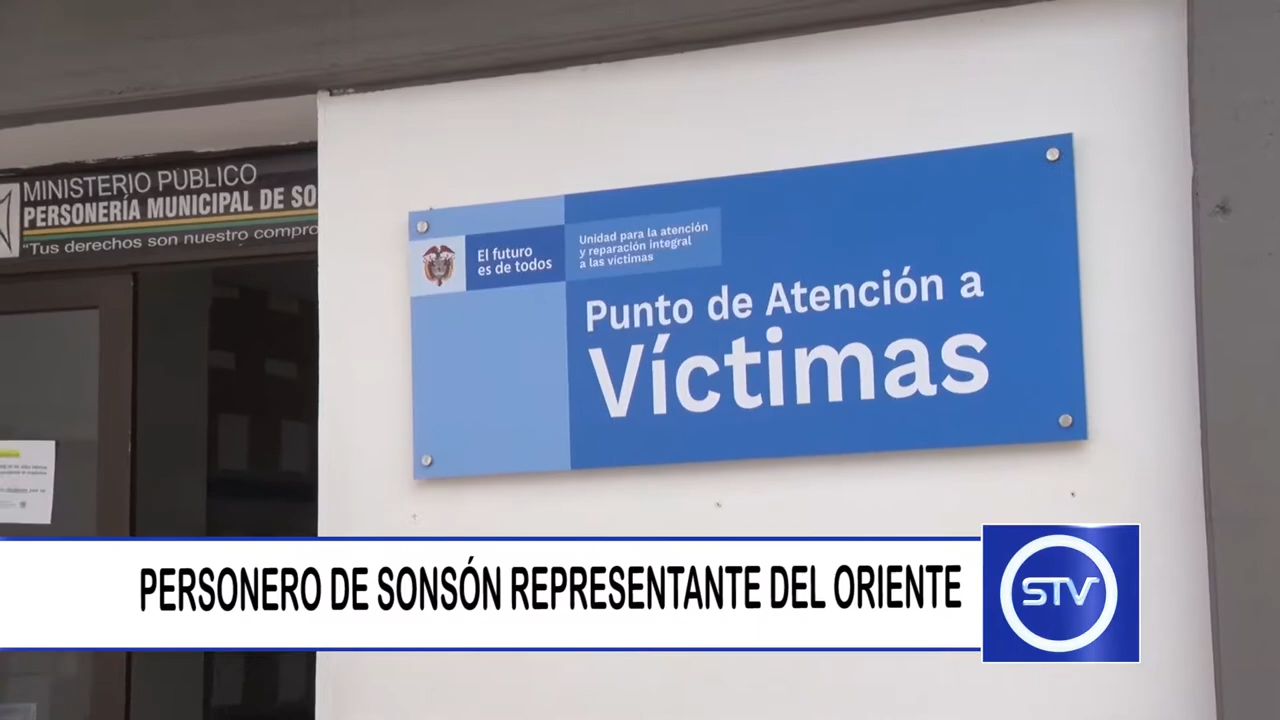 MINISTERIO PUBLICO
PERSONERÍA MUNICIPAL DE SO
"Tus derechos son nuestro compro
El futuro
es de todos
Unidad para la atención
y reparación integral
a las víctimas
Punto de Atención a
Víctimas
PERSONERO DE SONSÓN REPRESENTANTE DEL ORIENTE
STV